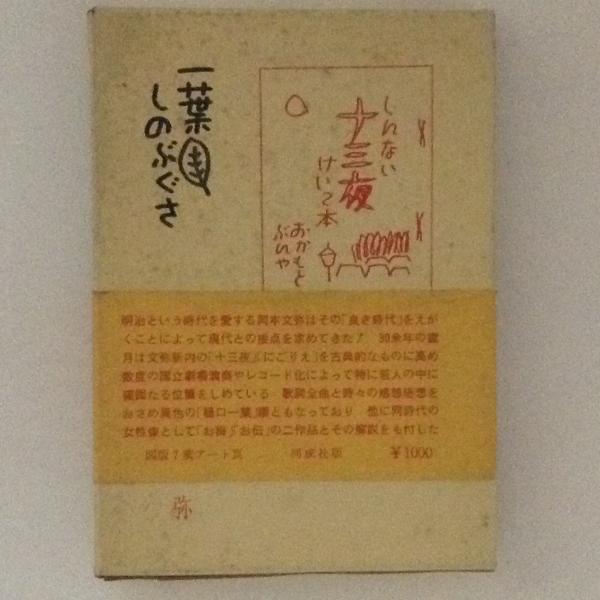 一葉
しのぶぐさ
しんない
十三夜
けいこ本
おかもと
ぶんや
明治という時代を愛する岡本文弥はその「良き時代」をえが
くことによって現代との接点を求めてきた／ 30余年の歳
月は文弥新内の「十三夜」「にごりえ」を古典的なものに高め
数度の国立劇場演奏やレコード化によって特に芸人の中に
確固たる位置をしめている 歌詞全曲と時々の感想随想を
おさめ異色の「樋口一葉」順ともなっており 他に同時代の
女性像として「お梅」「お伝」の二作品とその解説をも付した
図版7葉アート頁 同成社版 ¥1000
弥